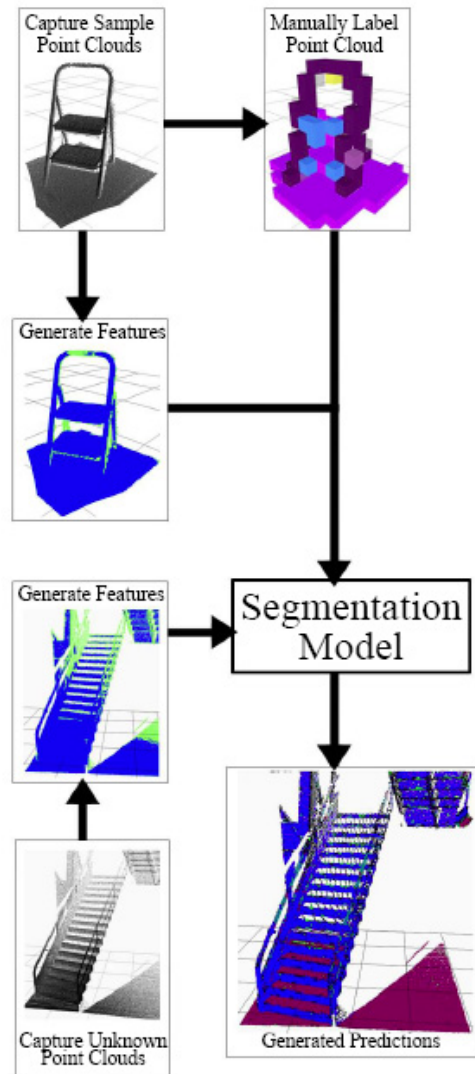 Capture Sample
Point Clouds
Manually Label
Point Cloud
Generate Features
Generate Features
Segmentation
Model
Capture Unknown
Point Clouds
Generated Predictions